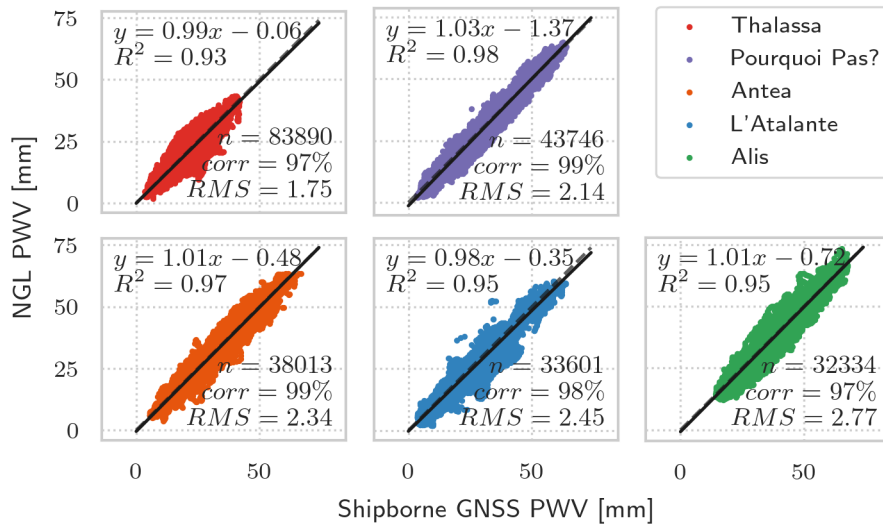 75
50
25
0
y = 0.99x − 0.06
R² = 0.93
n = 83890
corr = 97%
RMS = 1.75
y = 1.03x − 1.37
R² = 0.98
n = 43746
corr = 99%
RMS = 2.14
Thalassa
Pourquoi Pas?
Antea
L'Atalante
Alis
NGL PWV [mm]
75
50
25
0
y = 1.01x − 0.48
R² = 0.97
n = 38013
corr = 99%
RMS = 2.34
y = 0.98x − 0.35
R² = 0.95
n = 33601
corr = 98%
RMS = 2.45
y = 1.01x − 0.72
R² = 0.95
n = 32334
corr = 97%
RMS = 2.77
0 50 0 50 0 50
Shipborne GNSS PWV [mm]